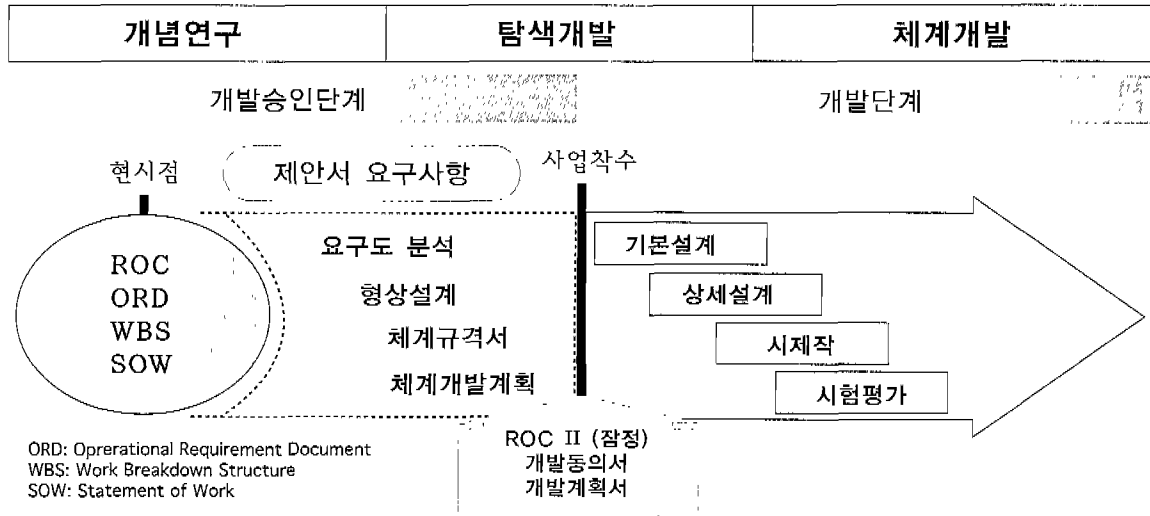 개념연구 탐색개발 체계개발
개발승인단계 개발단계
현시점 제안서 요구사항 사업착수
ROC
ORD
WBS
SOW
요구도 분석
형상설계
체계규격서
체계개발계획
기본설계
상세설계
시제작
시험평가
ROC II (잠정)
개발동의서
개발계획서
ORD: Oprerational Requirement Document
WBS: Work Breakdown Structure
SOW: Statement of Work